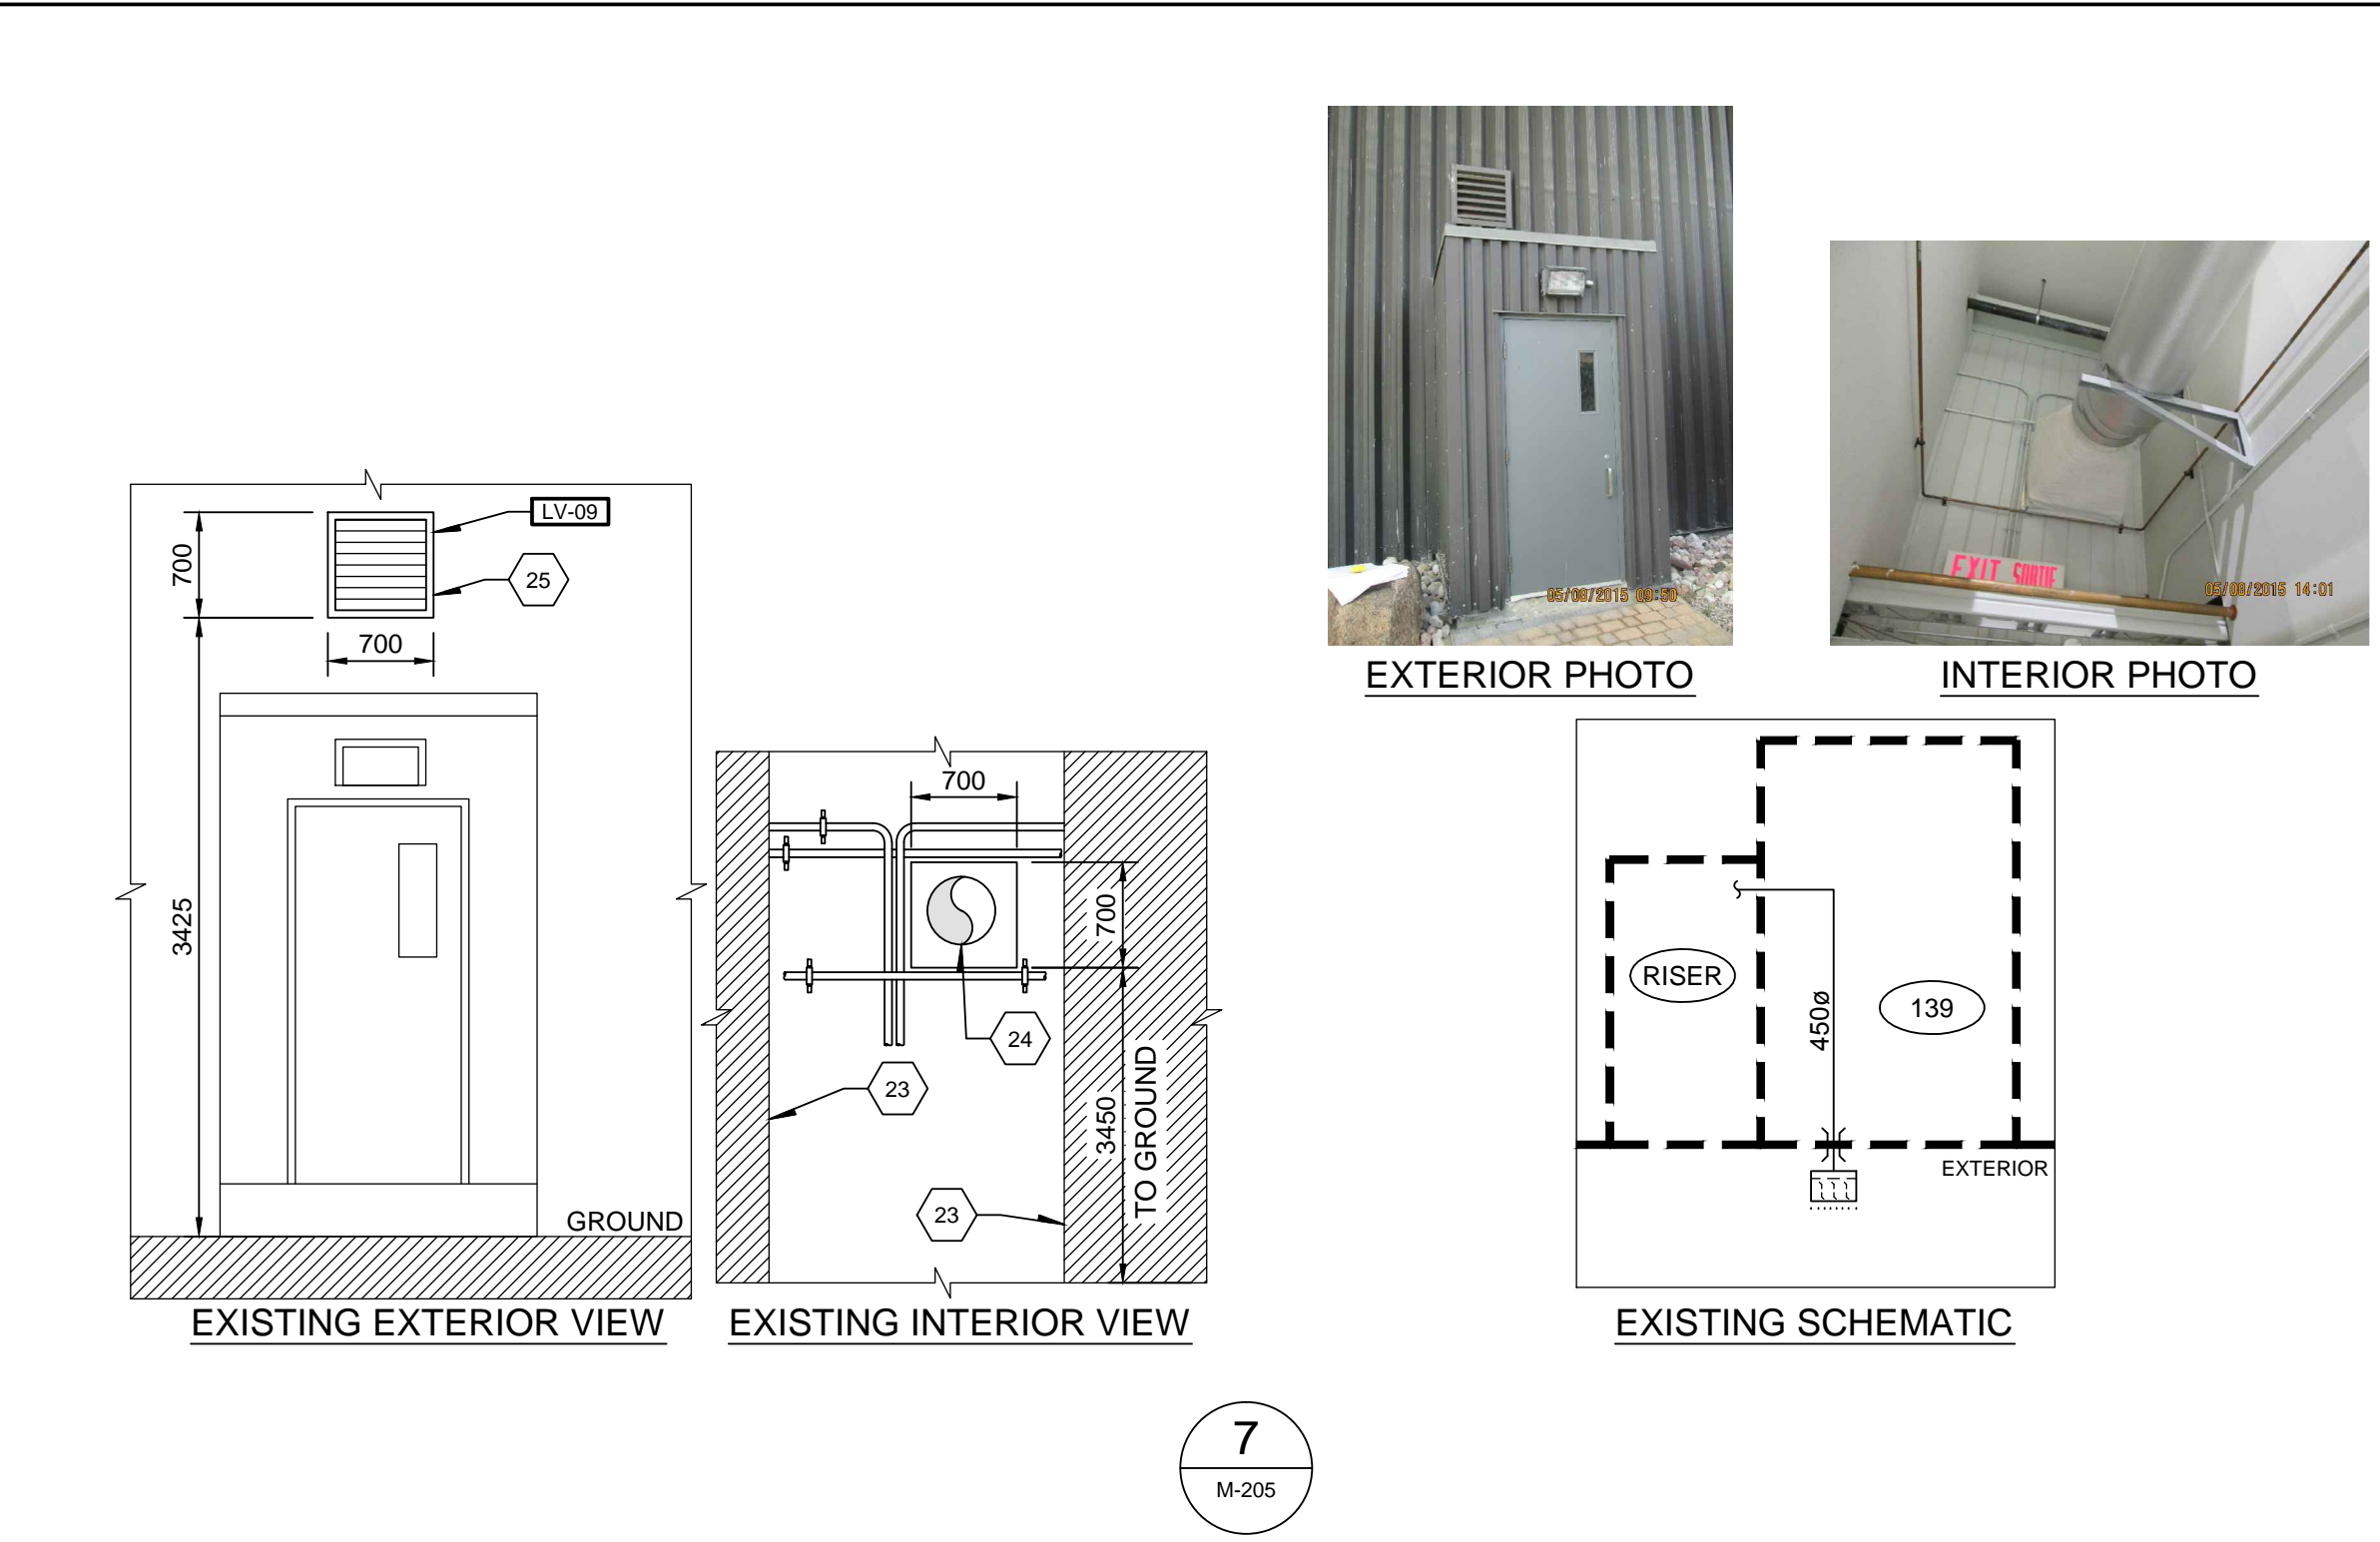 700
LV-09
25
700
3425
GROUND
EXISTING EXTERIOR VIEW
700
700
24
23
23
3450
TO GROUND
EXISTING INTERIOR VIEW
05/08/2015 09:50
EXTERIOR PHOTO
EXIT SORTIE
05/08/2015 14:01
INTERIOR PHOTO
RISER
450ø
139
EXTERIOR
EXISTING SCHEMATIC
7
M-205